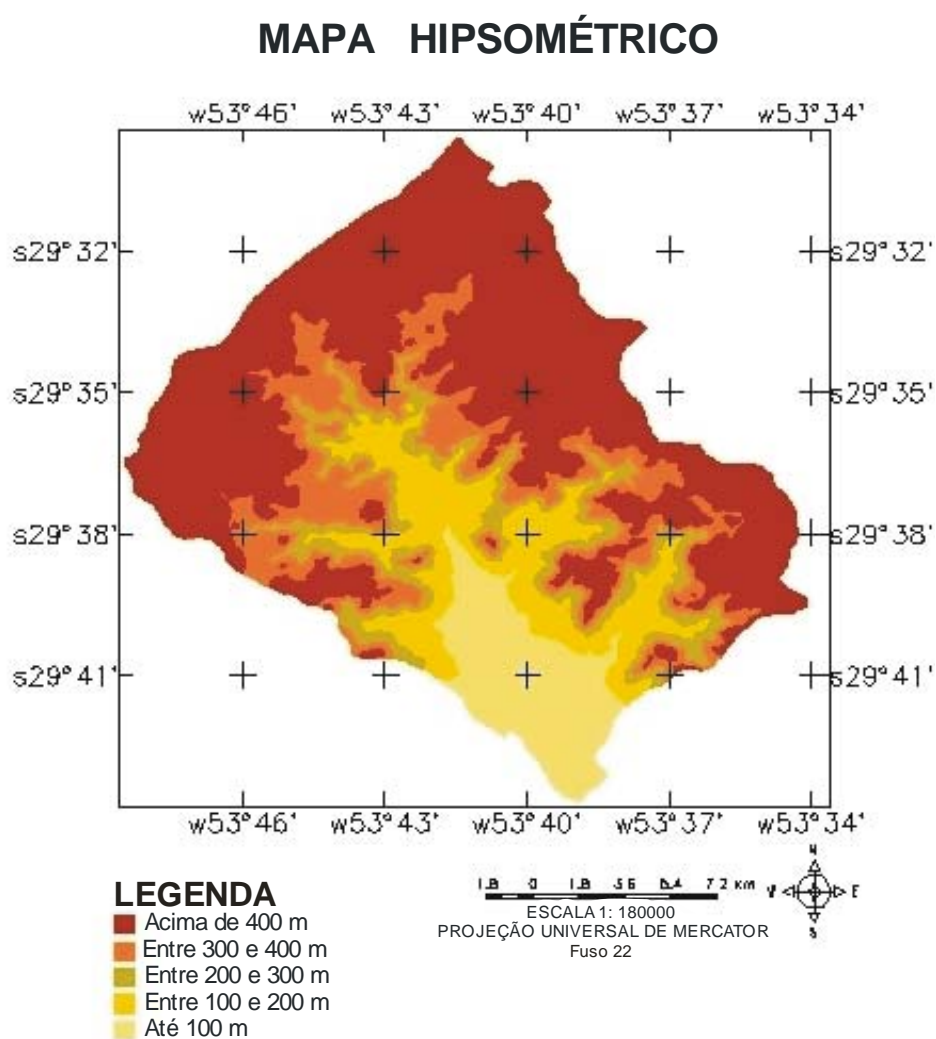 MAPA HIPSOMÉTRICO
w53°46' w53°43' w53°40' w53°37' w53°34'
s29°32' s29°32'
s29°35' s29°35'
s29°38' s29°38'
s29°41' s29°41'
w53°46' w53°43' w53°40' w53°37' w53°34'
N
1.8 0 1.8 3.6 5.4 7.2 KM
E
S
LEGENDA
Acima de 400 m
Entre 300 e 400 m
Entre 200 e 300 m
Entre 100 e 200 m
Até 100 m
ESCALA 1: 180000
PROJEÇÃO UNIVERSAL DE MERCATOR
Fuso 22